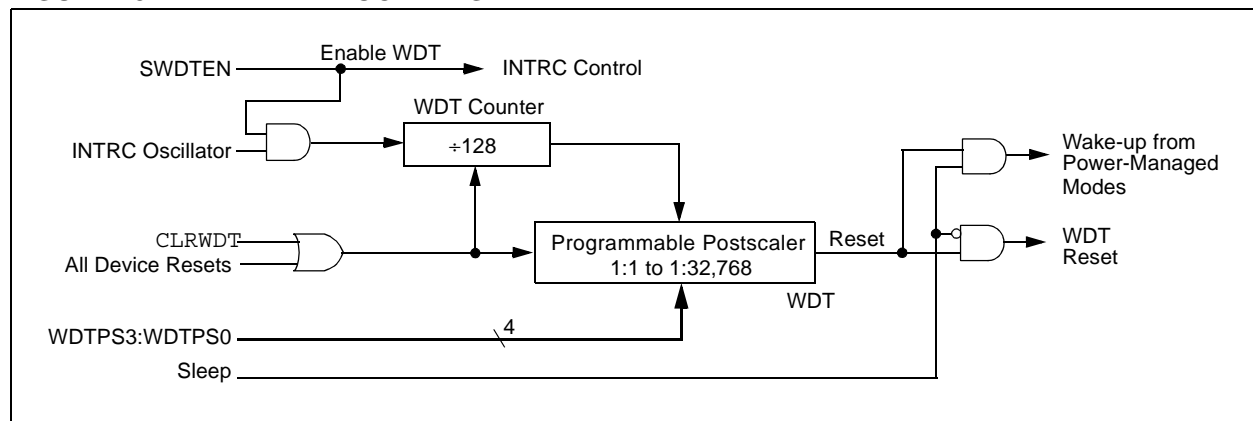 Enable WDT
SWDTEN
INTRC Control
WDT Counter
INTRC Oscillator
÷128
Wake-up from
Power-Managed
Modes
CLRWDT
All Device Resets
Programmable Postscaler
1:1 to 1:32,768
Reset
WDT
Reset
WDT
WDTPS3:WDTPS0
4
Sleep